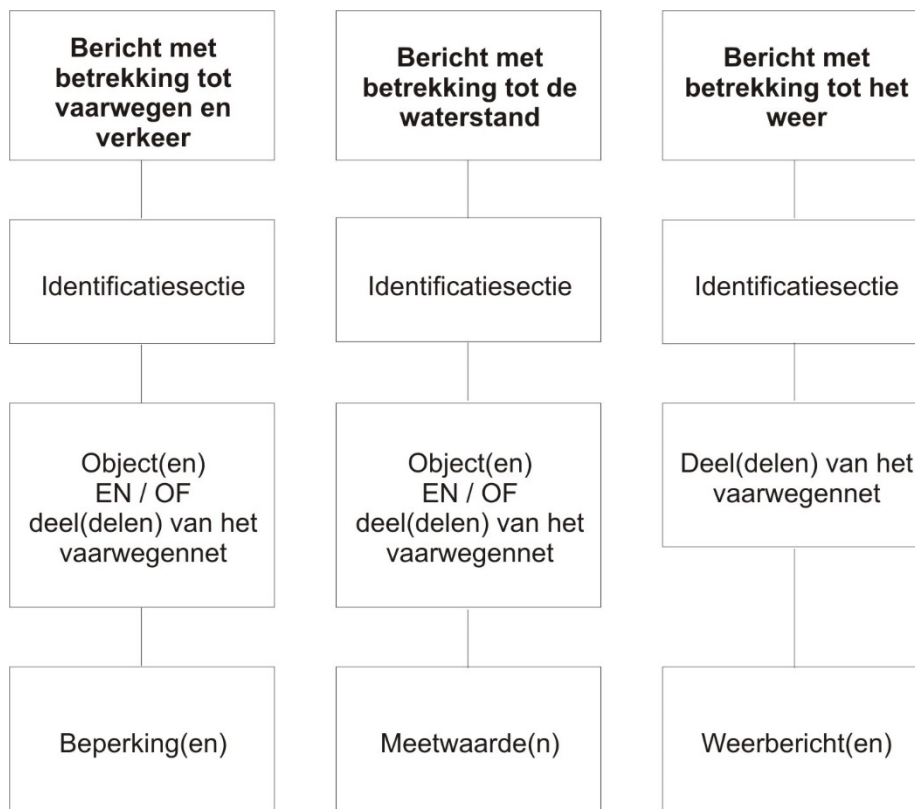 Bericht met
betrekking tot
vaarwegen en
verkeer
Identificatiesectie
Object(en)
EN / OF
deel(delen) van het
vaarwegennet
Beperking(en)
Bericht met
betrekking tot de
waterstand
Identificatiesectie
Object(en)
EN / OF
deel(delen) van het
vaarwegennet
Meetwaarde(n)
Bericht met
betrekking tot het
weer
Identificatiesectie
Deel(delen) van het
vaarwegennet
Weerbericht(en)